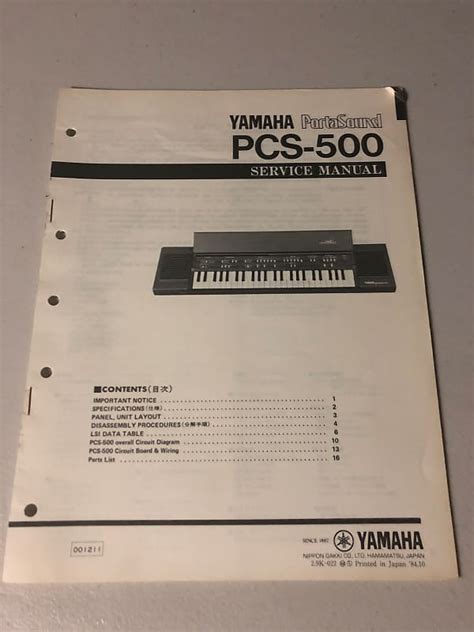 YAMAHA PortaSound
PCS-500
SERVICE MANUAL
■CONTENTS(目次)
IMPORTANT NOTICE 1
SPECIFICATIONS(仕様) 2
PANEL, UNIT LAYOUT 3
DISASSEMBLY PROCEDURES(分解手順) 4
LSI DATA TABLE 6
PCS-500 overall Circuit Diagram 10
PCS-500 Circuit Board & Wiring 13
Parts List 16
001211
SINCE 1887 YAMAHA
NIPPON GAKKI CO., LTD. HAMAMATSU, JAPAN
2.5K-022 Printed in Japan '84.10